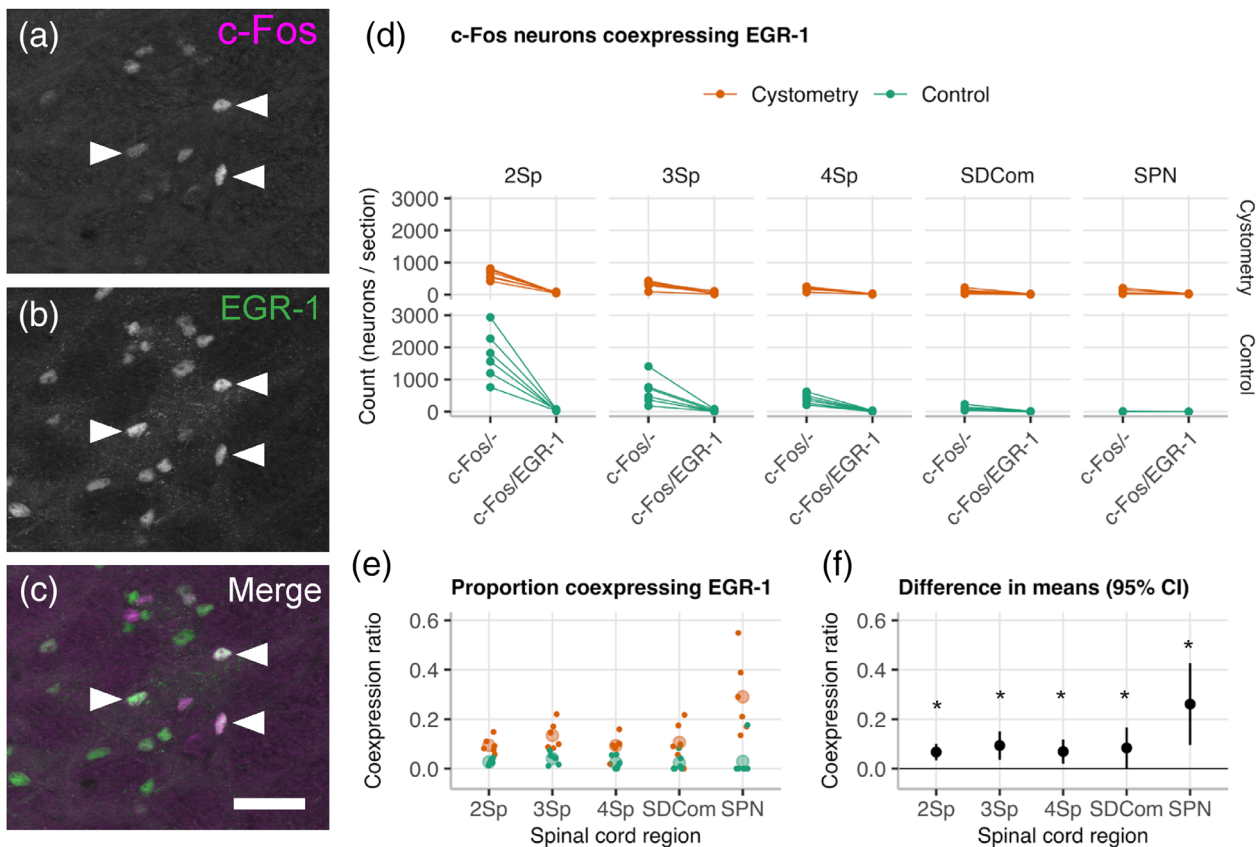 (a)
c-Fos
(b)
EGR-1
(c)
Merge
(d)
c-Fos neurons coexpressing EGR-1
Cystometry
Control
2Sp
3Sp
4Sp
SDCom
SPN
Count (neurons / section)
3000
2000
1000
0
Cystometry
3000
2000
1000
0
Control
c-Fos/-
c-Fos/EGR-1
c-Fos/-
c-Fos/EGR-1
c-Fos/-
c-Fos/EGR-1
c-Fos/-
c-Fos/EGR-1
c-Fos/-
c-Fos/EGR-1
(e)
Proportion coexpressing EGR-1
Coexpression ratio
0.6
0.4
0.2
0.0
2Sp
3Sp
4Sp
SDCom
SPN
Spinal cord region
(f)
Difference in means (95% CI)
Coexpression ratio
0.6
0.4
0.2
0.0
*
*
*
*
*
2Sp
3Sp
4Sp
SDCom
SPN
Spinal cord region